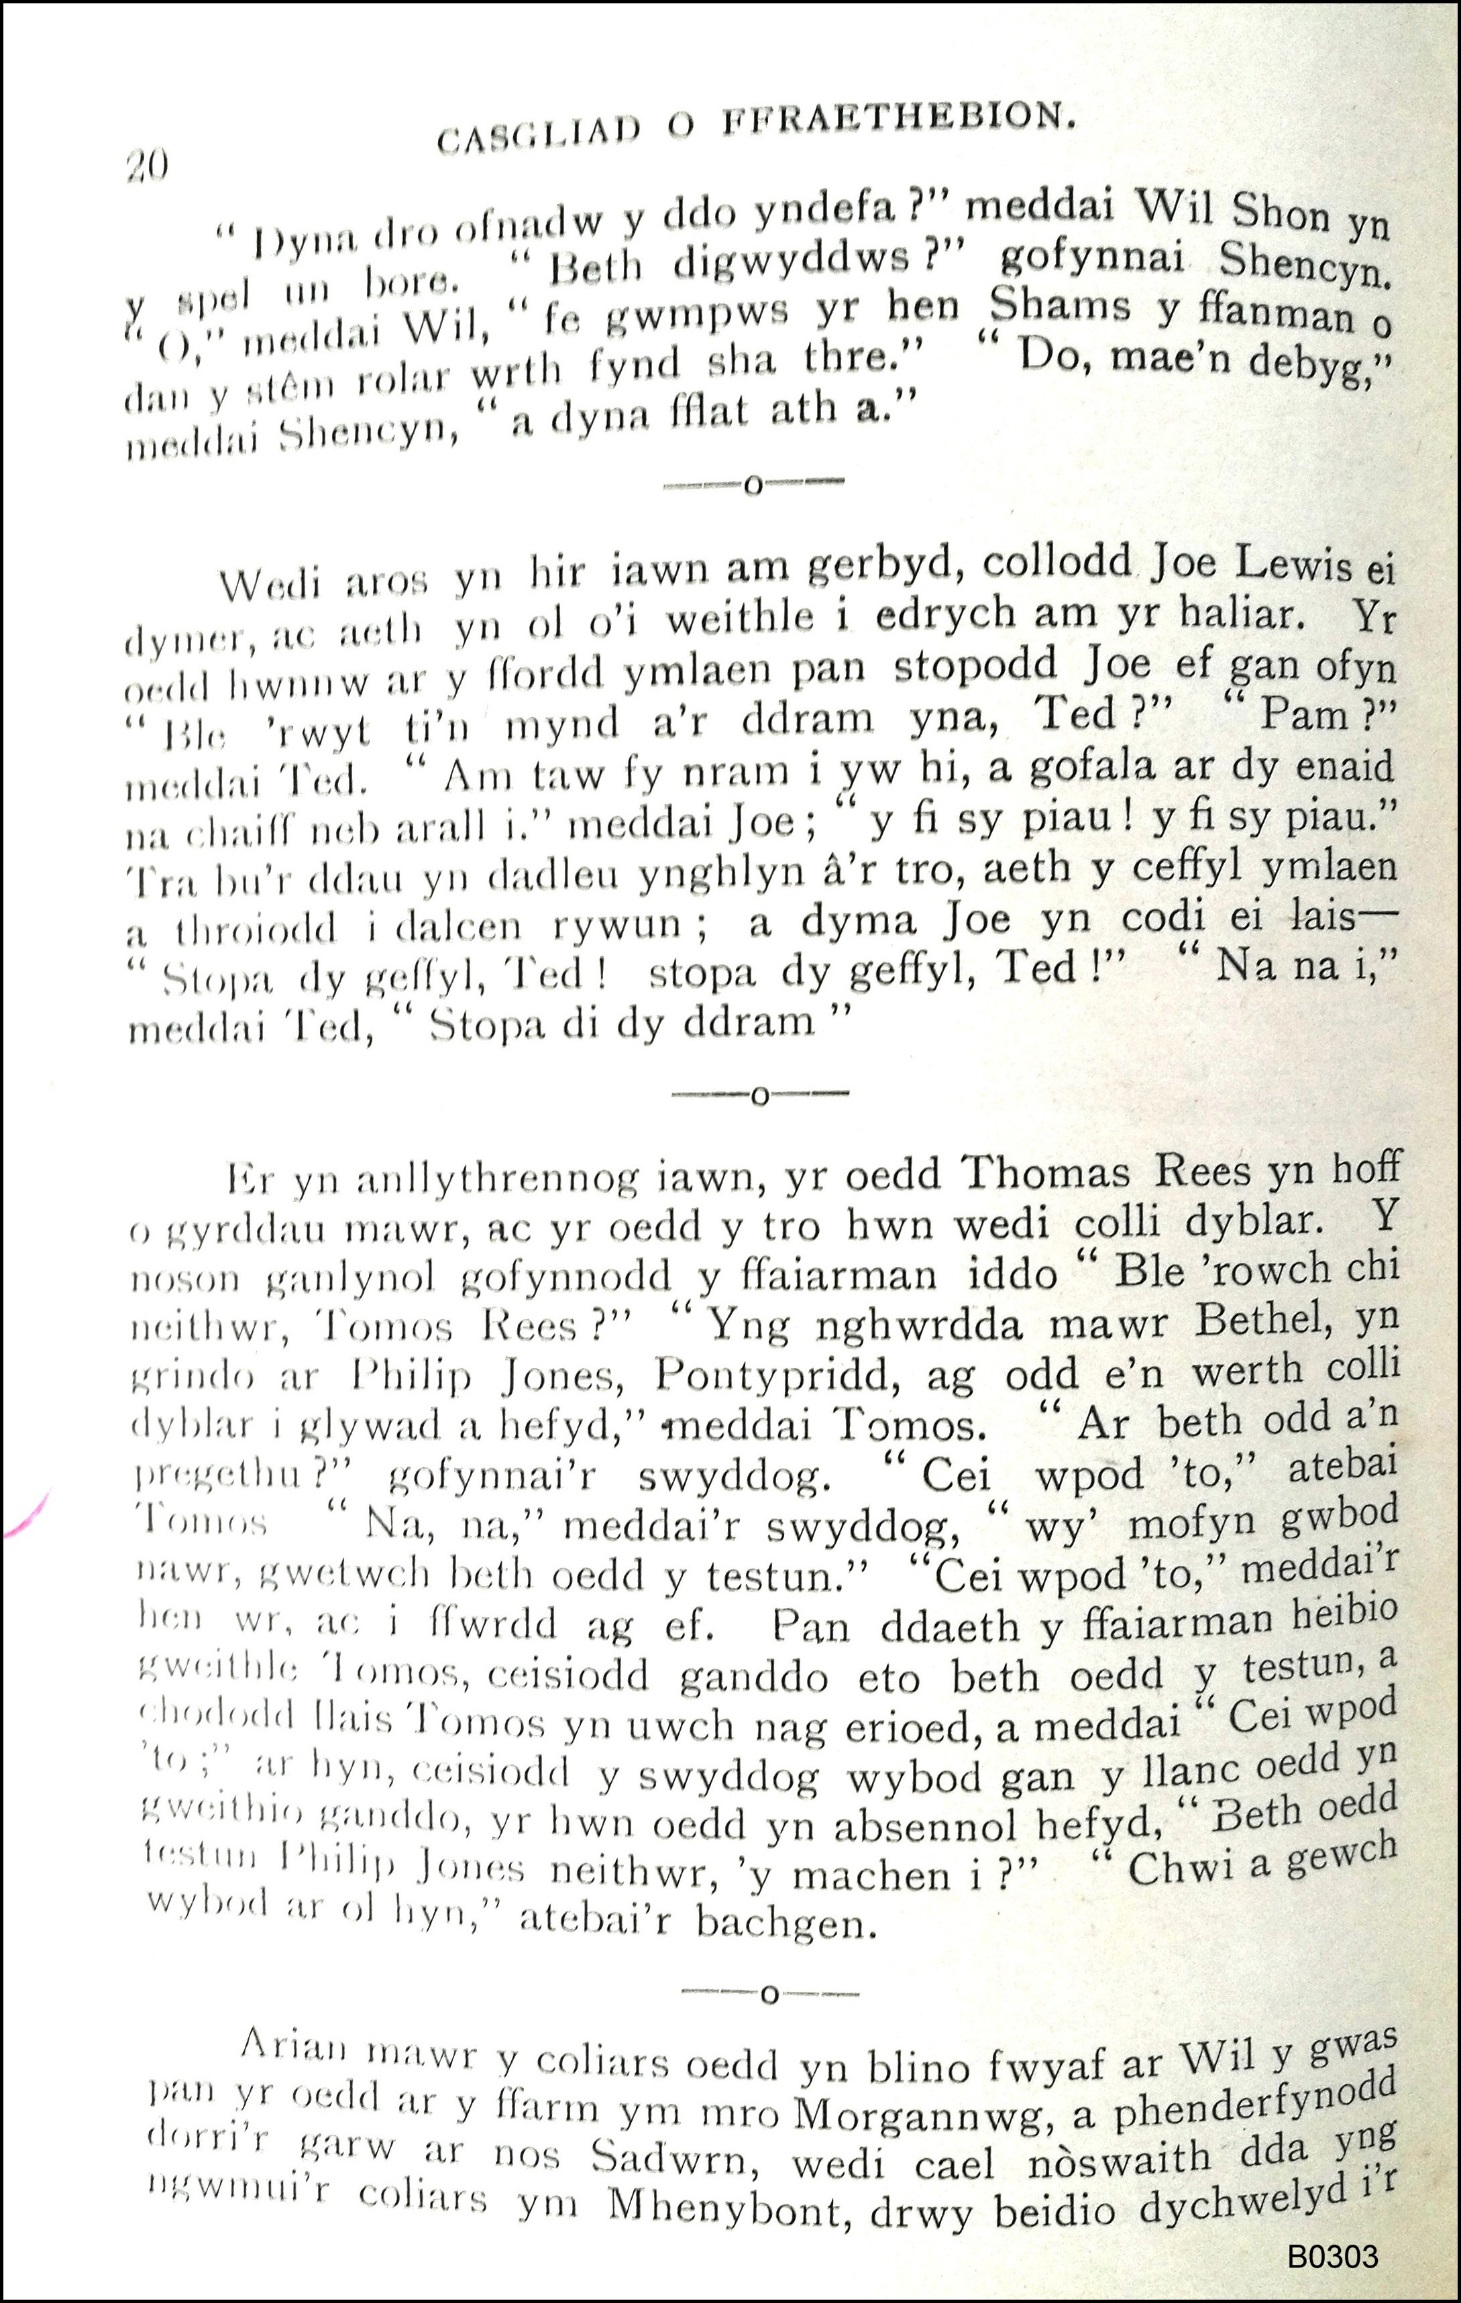 20
CASGLIAD O FFRAETHEBION.
“ Dyna dro ofnadw y ddo yndefa ?” meddai Wil Shon yn
y spel un bore. “ Beth digwyddws ?” gofynnai Shencyn.
“ O,” meddai Wil, “ fe gwmpws yr hen Shams y ffanman o
dan y stêm rolar wrth fynd sha thre.” “ Do, mae’n debyg,”
meddai Shencyn, “ a dyna fflat ath a.”
——o——
Wedi aros yn hir iawn am gerbyd, collodd Joe Lewis ei
dymer, ac aeth yn ol o’i weithle i edrych am yr haliar. Yr
oedd hwnnw ar y ffordd ymlaen pan stopodd Joe ef gan ofyn
“ Ble ’rwyt ti’n mynd a’r ddram yna, Ted ?” “ Pam ?”
meddai Ted. “ Am taw fy nram i yw hi, a gofala ar dy enaid
na chaiff neb arall i.” meddai Joe ; “ y fi sy piau ! y fi sy piau.”
Tra bu’r ddau yn dadleu ynghlyn â’r tro, aeth y ceffyl ymlaen
a throiodd i dalcen rywun ; a dyma Joe yn codi ei lais—
“ Stopa dy geffyl, Ted ! stopa dy geffyl, Ted !” “ Na na i,”
meddai Ted, “ Stopa di dy ddram ”
——o——
Er yn anllythrennog iawn, yr oedd Thomas Rees yn hoff
o gyrddau mawr, ac yr oedd y tro hwn wedi colli dyblar. Y
noson ganlynol gofynnodd y ffaiarman iddo “ Ble ’rowch chi
neithwr, Tomos Rees ?” “ Yng nghwrdda mawr Bethel, yn
grindo ar Philip Jones, Pontypridd, ag odd e’n werth colli
dyblar i glywad a hefyd,” meddai Tomos. “ Ar beth odd a’n
pregethu ?” gofynnai’r swyddog. “ Cei wpod ’to,” atebai
Tomos “ Na, na,” meddai’r swyddog, “ wy’ mofyn gwbod
nawr, gwetwch beth oedd y testun.” “Cei wpod ’to,” meddai’r
hen wr, ac i ffwrdd ag ef. Pan ddaeth y ffaiarman heibio
gweithle Tomos, ceisiodd ganddo eto beth oedd y testun, a
chododd llais Tomos yn uwch nag erioed, a meddai “ Cei wpod
’to ;” ar hyn, ceisiodd y swyddog wybod gan y llanc oedd yn
gweithio ganddo, yr hwn oedd yn absennol hefyd, “ Beth oedd
testun Philip Jones neithwr, ’y machen i ?” “ Chwi a gewch
wybod ar ol hyn,” atebai’r bachgen.
——o——
Arian mawr y coliars oedd yn blino fwyaf ar Wil y gwas
pan yr oedd ar y ffarm ym mro Morgannwg, a phenderfynodd
dorri’r garw ar nos Sadwrn, wedi cael nòswaith dda yng
ngwmui’r coliars ym Mhenybont, drwy beidio dychwelyd i’r
B0303